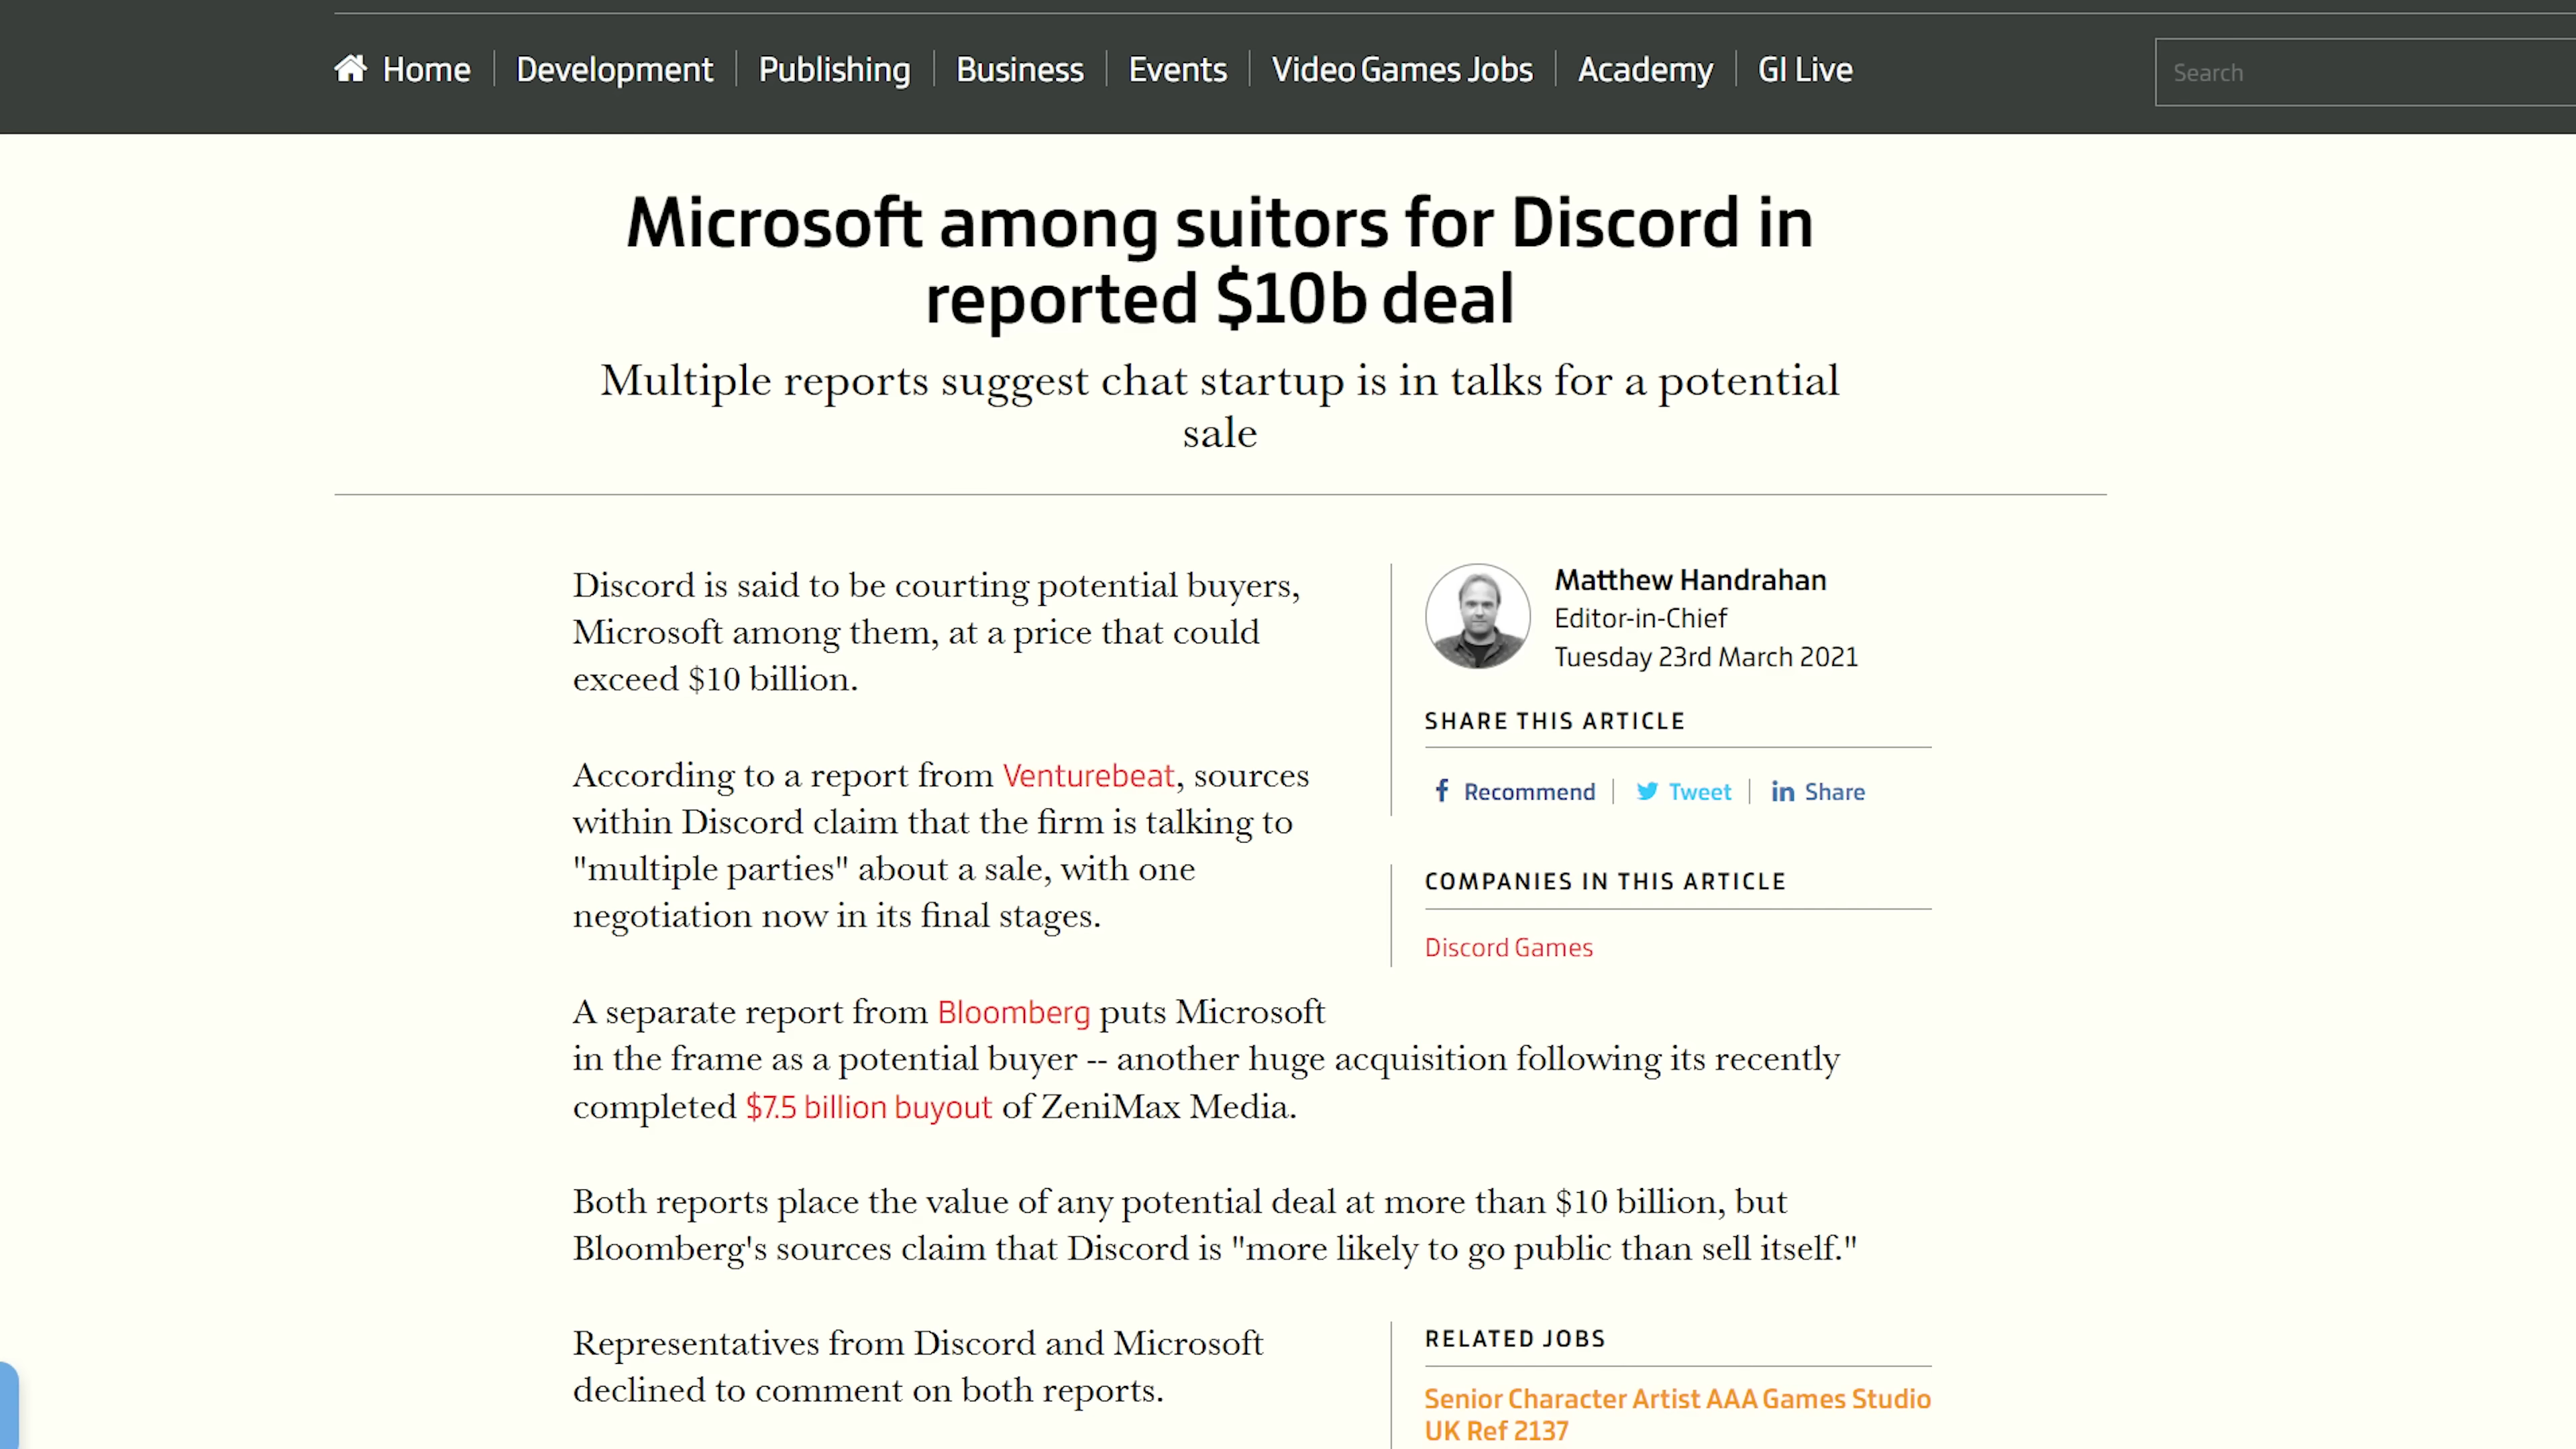 Home Development Publishing Business Events Video Games Jobs Academy GI Live Search
Microsoft among suitors for Discord in
reported $10b deal
Multiple reports suggest chat startup is in talks for a potential
sale
Discord is said to be courting potential buyers,
Microsoft among them, at a price that could
exceed $10 billion.
According to a report from Venturebeat, sources
within Discord claim that the firm is talking to
"multiple parties" about a sale, with one
negotiation now in its final stages.
A separate report from Bloomberg puts Microsoft
in the frame as a potential buyer -- another huge acquisition following its recently
completed $7.5 billion buyout of ZeniMax Media.
Both reports place the value of any potential deal at more than $10 billion, but
Bloomberg's sources claim that Discord is "more likely to go public than sell itself."
Representatives from Discord and Microsoft
declined to comment on both reports.
Matthew Handrahan
Editor-in-Chief
Tuesday 23rd March 2021
SHARE THIS ARTICLE
Recommend Tweet in Share
COMPANIES IN THIS ARTICLE
Discord Games
RELATED JOBS
Senior Character Artist AAA Games Studio
UK Ref 2137